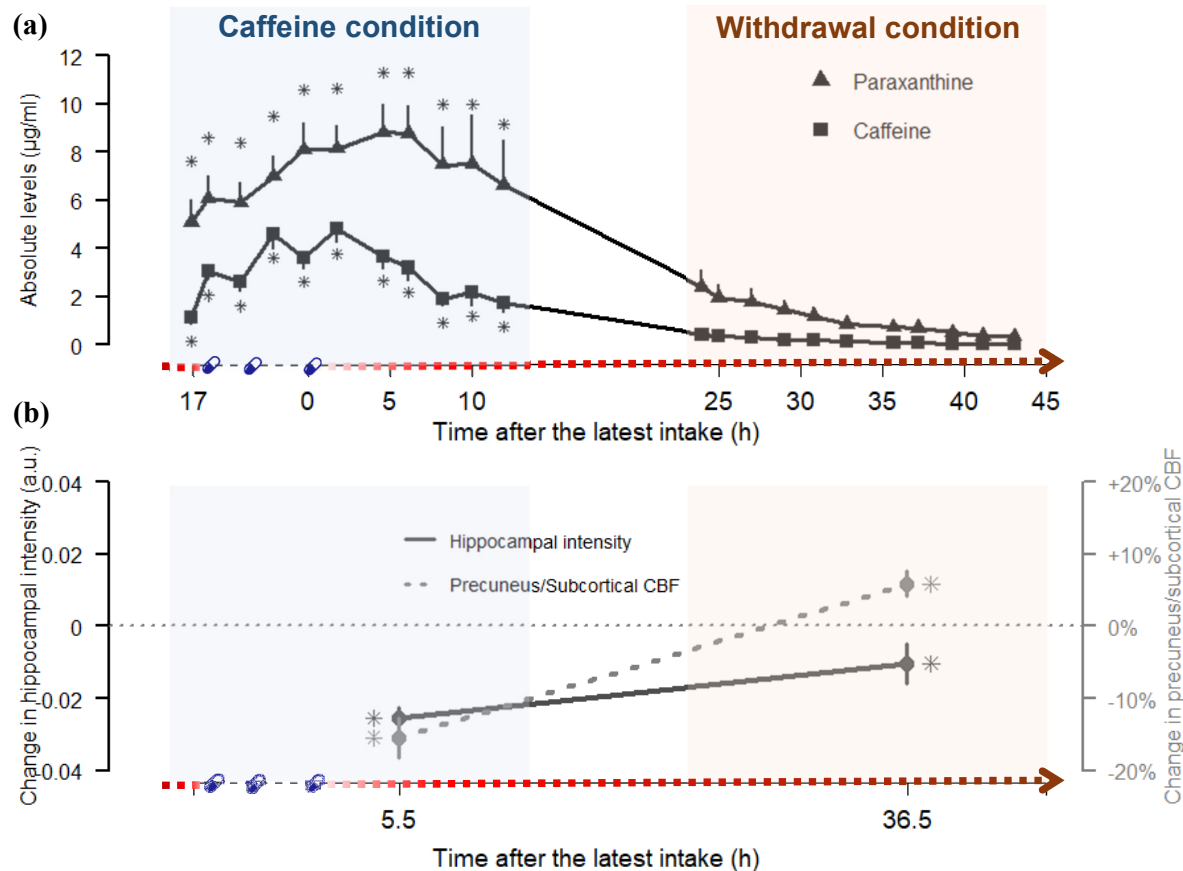 (a)
Caffeine condition
Withdrawal condition
Absolute levels (µg/ml)
12
10
8
6
4
2
0
Paraxanthine
Caffeine
17
0
5
10
25
30
35
40
45
Time after the latest intake (h)
(b)
Change in hippocampal intensity (a.u.)
0.04
0.02
0
-0.02
-0.04
Hippocampal intensity
Precuneus/Subcortical CBF
+20%
+10%
0%
-10%
-20%
Change in precuneus/subcortical CBF
5.5
36.5
Time after the latest intake (h)